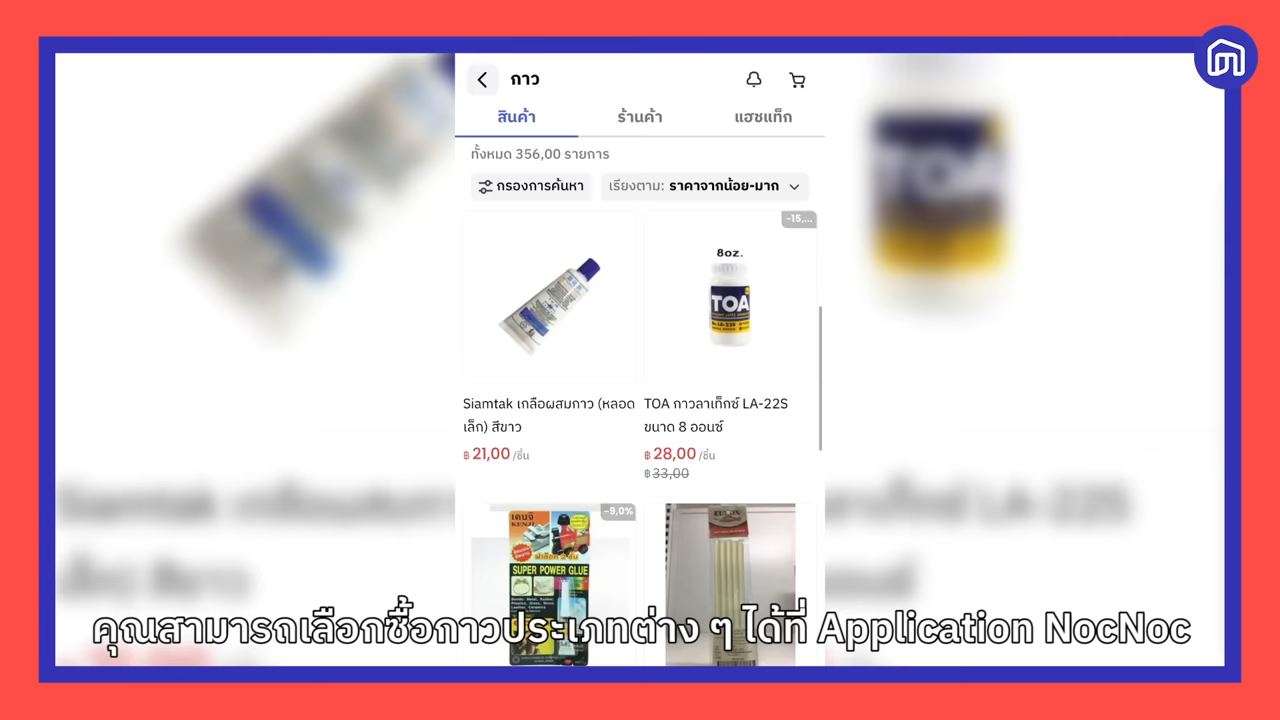 กาว
สินค้า
ร้านค้า
แฮชแท็ก
ทั้งหมด 356,00 รายการ
กรองการค้นหา
เรียงตาม: ราคาจากน้อย-มาก
-15,...
8oz.
TOA
Siamtak เกลือผสมกาว (หลอด
เล็ก) สีขาว
฿ 21,00 /ชิ้น
TOA กาวลาเท็กซ์ LA-22S
ขนาด 8 ออนซ์
฿ 28,00 /ชิ้น
฿ 33,00
-9,0%
เคนจิ
KENJI
SUPER POWER GLUE
คุณสามารถเลือกซื้อกาวประเภทต่าง ๆ ได้ที่ Application NocNoc